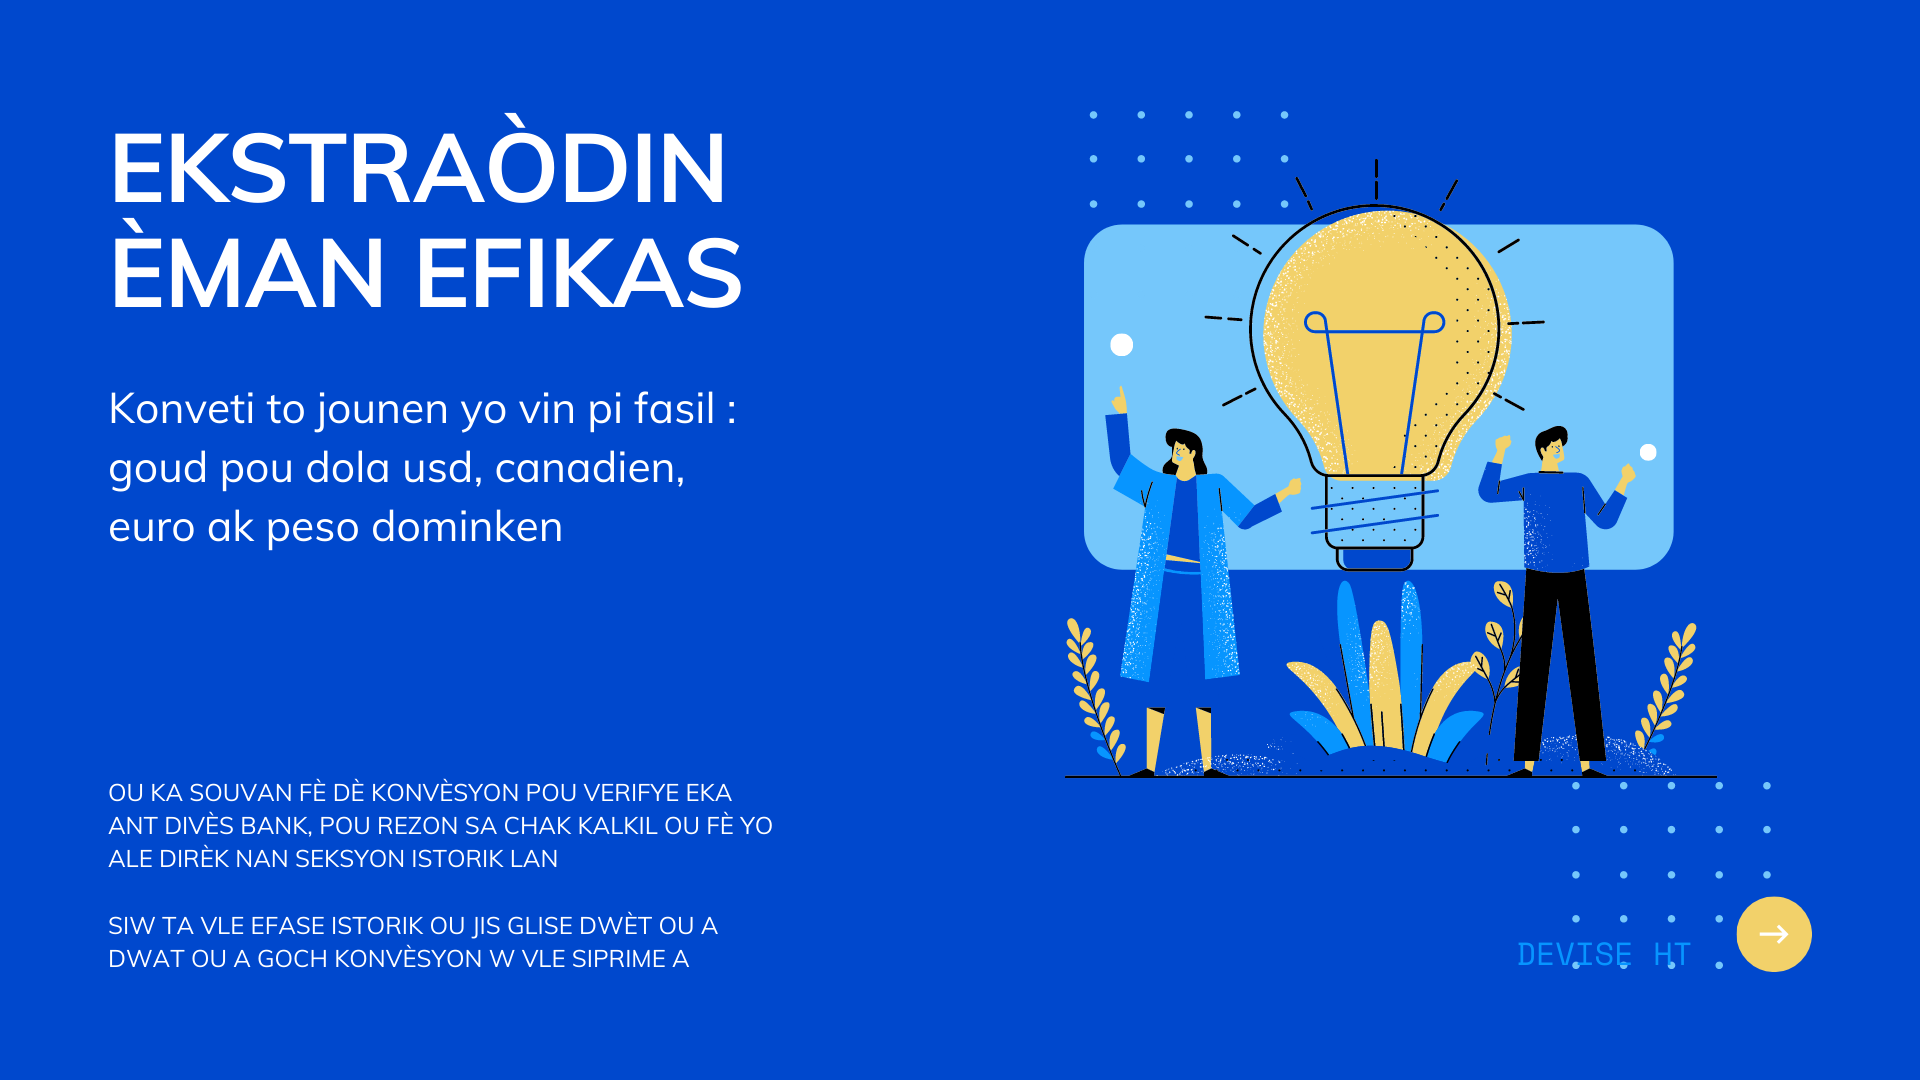 EKSTRAÒDIN
ÈMAN EFIKAS
Konveti to jounen yo vin pi fasil :
goud pou dola usd, canadien,
euro ak peso dominken
OU KA SOUVAN FÈ DÈ KONVÈSYON POU VERIFYE EKA
ANT DIVÈS BANK, POU REZON SA CHAK KALKIL OU FÈ YO
ALE DIRÈK NAN SEKSYON ISTORIK LAN
SIW TA VLE EFASE ISTORIK OU JIS GLISE DWÈT OU A
DWAT OU A GOCH KONVÈSYON W VLE SIPRIME A
DEVISE HT